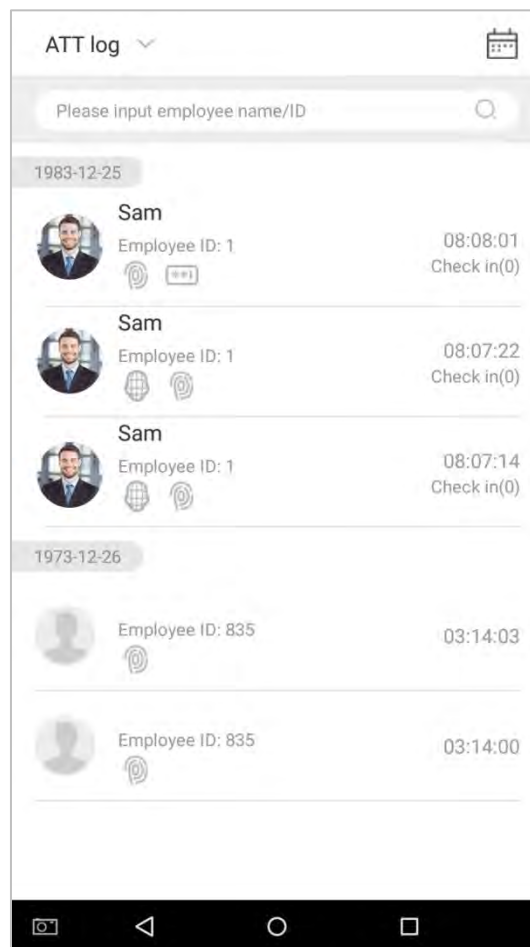 ATT log
Please input employee name/ID
1983-12-25
Sam
Employee ID: 1
08:08:01
Check in(0)
Sam
Employee ID: 1
08:07:22
Check in(0)
Sam
Employee ID: 1
08:07:14
Check in(0)
1973-12-26
Employee ID: 835
03:14:03
Employee ID: 835
03:14:00